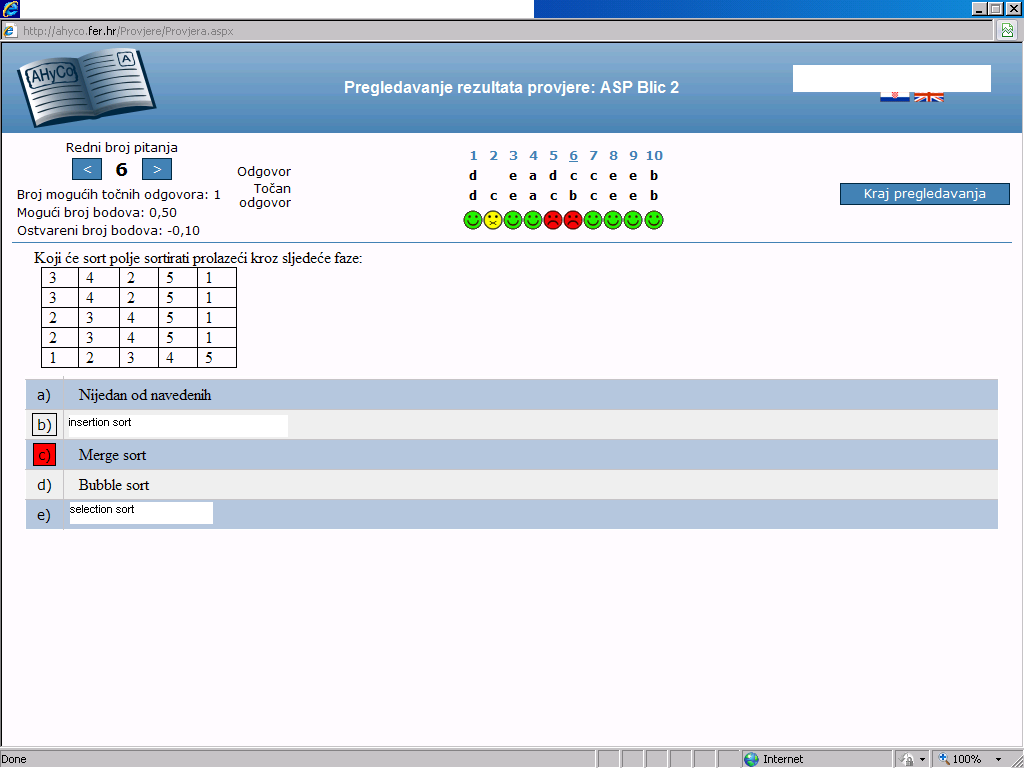 http://ahyco.fer.hr/Provjere/Provjera.aspx
AHyCo
A
Pregledavanje rezultata provjere: ASP Blic 2
Redni broj pitanja
< 6 >
Broj mogućih točnih odgovora: 1
Mogući broj bodova: 0,50
Ostvareni broj bodova: -0,10
1 2 3 4 5 6 7 8 9 10
Odgovor d e a d c c e e b
Točan odgovor d c e a c b c e e b
Kraj pregledavanja
Koji će sort polje sortirati prolazeći kroz sljedeće faze:
3 4 2 5 1
3 4 2 5 1
2 3 4 5 1
2 3 4 5 1
1 2 3 4 5
a) Nijedan od navedenih
b) insertion sort
c) Merge sort
d) Bubble sort
e) selection sort
Done
Internet
100%